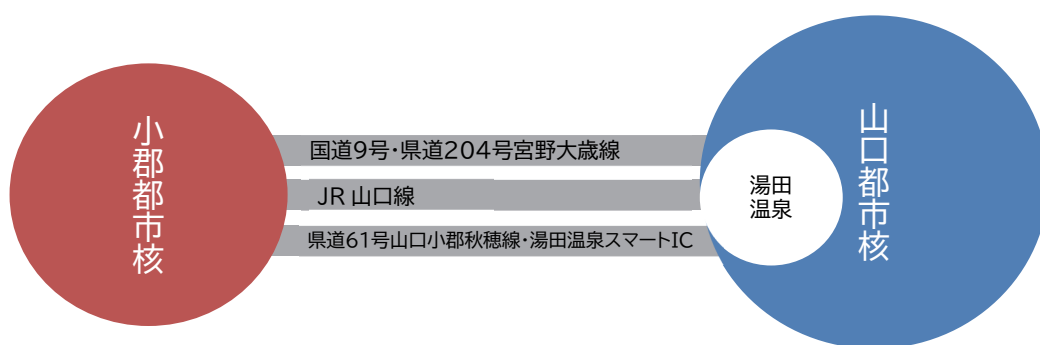 小郡都市核
国道9号・県道204号宮野大歳線
JR 山口線
県道61号山口小郡秋穂線・湯田温泉スマートIC
湯田
温泉
山口都市核